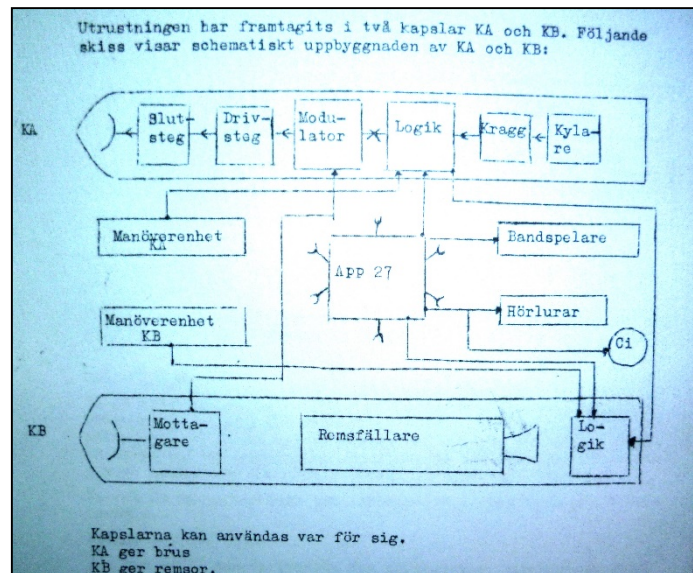 Utrustningen har framtagits i två kapslar KA och KB. Följande
skiss visar schematiskt uppbyggnaden av KA och KB:
KA
Slut-
steg
Driv-
steg
Modu-
lator
Logik
Kragg
Kyla-
re
Manöverenhet
KA
App 27
Bandspelare
Manöverenhet
KB
Hörlurar
Ci
KB
Motta-
gare
Remsfällare
Lo-
gik
Kapslarna kan användas var för sig.
KA ger brus
KB ger remsor.